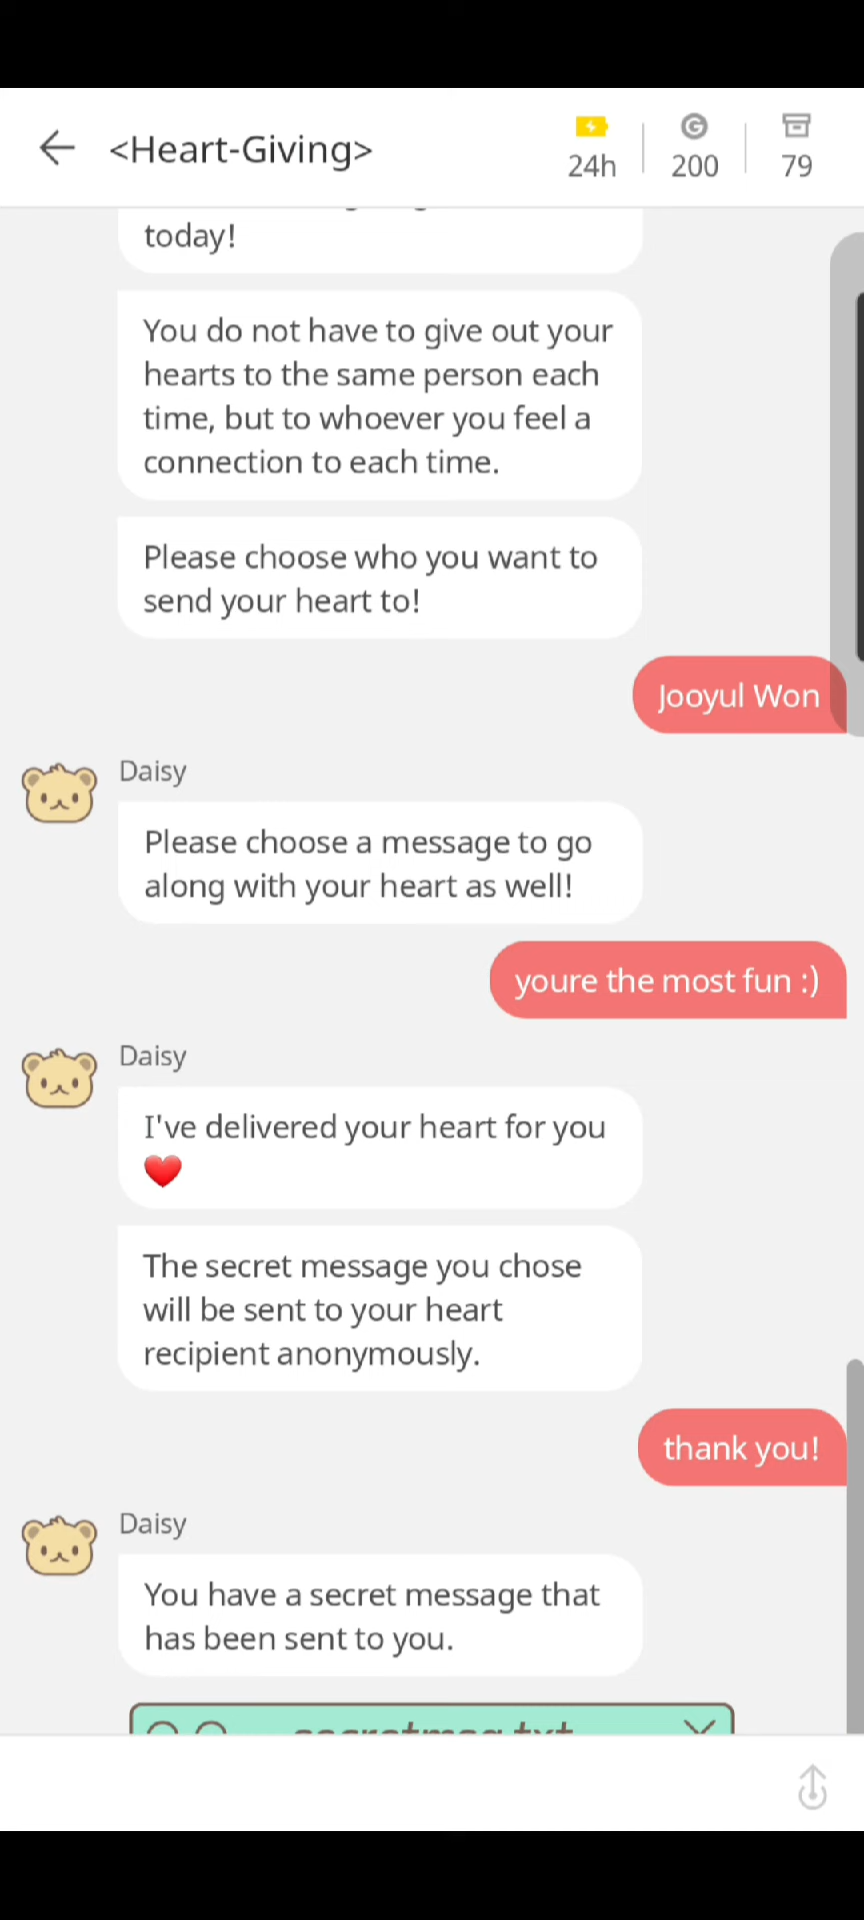 <Heart-Giving>
24h
200
79
today!
You do not have to give out your
hearts to the same person each
time, but to whoever you feel a
connection to each time.
Please choose who you want to
send your heart to!
Jooyul Won
Daisy
Please choose a message to go
along with your heart as well!
youre the most fun :)
Daisy
I've delivered your heart for you
❤️
The secret message you chose
will be sent to your heart
recipient anonymously.
thank you!
Daisy
You have a secret message that
has been sent to you.
secretmsg.txt